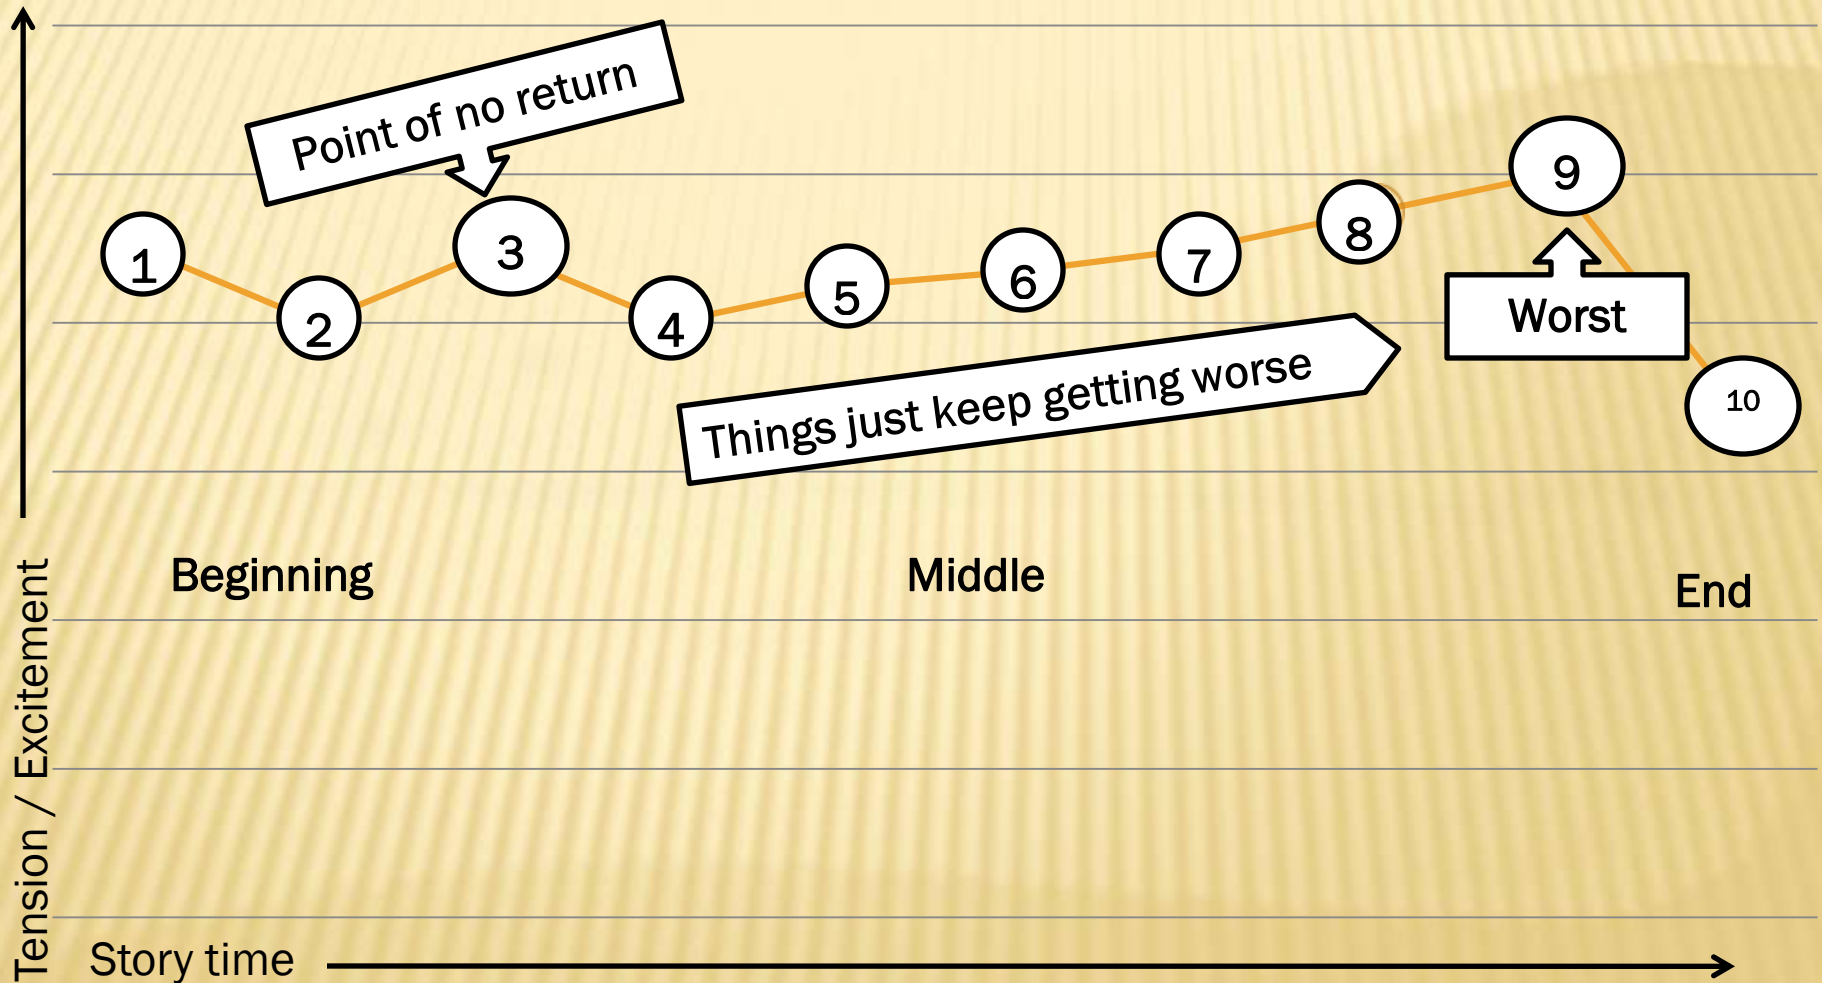 Point of no return
1
2
3
4
5
6
7
8
9
10
Worst
Things just keep getting worse
Beginning
Middle
End
Tension / Excitement
Story time